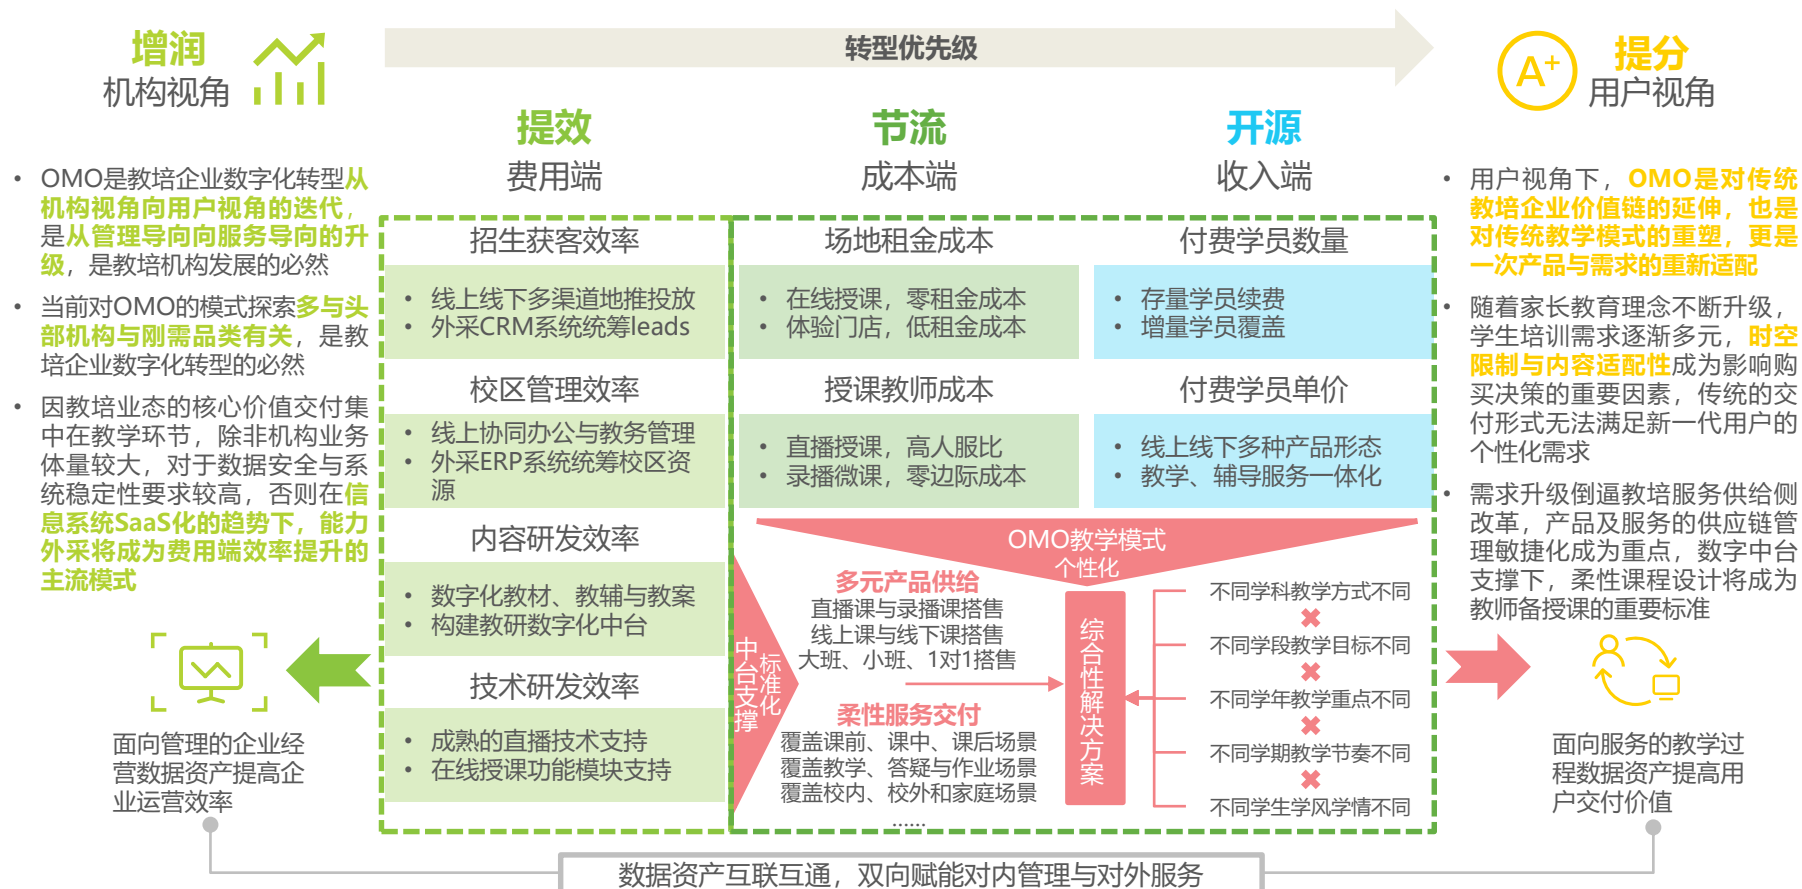 增润
机构视角
转型优先级
提分
用户视角
A+
提效
费用端
节流
成本端
开源
收入端
• OMO是教培企业数字化转型从
机构视角向用户视角的迭代,
是从管理导向向服务导向的升
级，是教培机构发展的必然
• 当前对OMO的模式探索多与头
部机构与刚需品类有关，是教
培企业数字化转型的必然
• 因教培业态的核心价值交付集
中在教学环节，除非机构业务
体量较大，对于数据安全与系
统稳定性要求较高，否则在信
息系统SaaS化的趋势下，能力
外采将成为费用端效率提升的
主流模式
面向管理的企业经
营数据资产提高企
业运营效率
招生获客效率
• 线上线下多渠道地推投放
• 外采CRM系统统筹leads
校区管理效率
• 线上协同办公与教务管理
• 外采ERP系统统筹校区资
源
内容研发效率
• 数字化教材、教辅与教案
• 构建教研数字化中台
技术研发效率
• 成熟的直播技术支持
• 在线授课功能模块支持
场地租金成本
• 在线授课，零租金成本
• 体验门店，低租金成本
授课教师成本
• 直播授课，高人服比
• 录播微课，零边际成本
付费学员数量
• 存量学员续费
• 增量学员覆盖
付费学员单价
• 线上线下多种产品形态
• 教学、辅导服务一体化
OMO教学模式
个性化
中台支撑
标准化
多元产品供给
直播课与录播课搭售
线上课与线下课搭售
大班、小班、1对1搭售
柔性服务交付
覆盖课前、课中、课后场景
覆盖教学、答疑与作业场景
覆盖校内、校外和家庭场景
……
综合性解决方案
不同学科教学方式不同
不同学段教学目标不同
不同学年教学重点不同
不同学期教学节奏不同
不同学生学风学情不同
• 用户视角下，OMO是对传统
教培企业价值链的延伸，也是
对传统教学模式的重塑，更是
一次产品与需求的重新适配
• 随着家长教育理念不断升级，
学生培训需求逐渐多元，时空
限制与内容适配性成为影响购
买决策的重要因素，传统的交
付形式无法满足新一代用户的
个性化需求
• 需求升级倒逼教培服务供给侧
改革，产品及服务的供应链管
理敏捷化成为重点，数字中台
支撑下，柔性课程设计将成为
教师备授课的重要标准
面向服务的教学过
程数据资产提高用
户交付价值
数据资产互联互通，双向赋能对内管理与对外服务